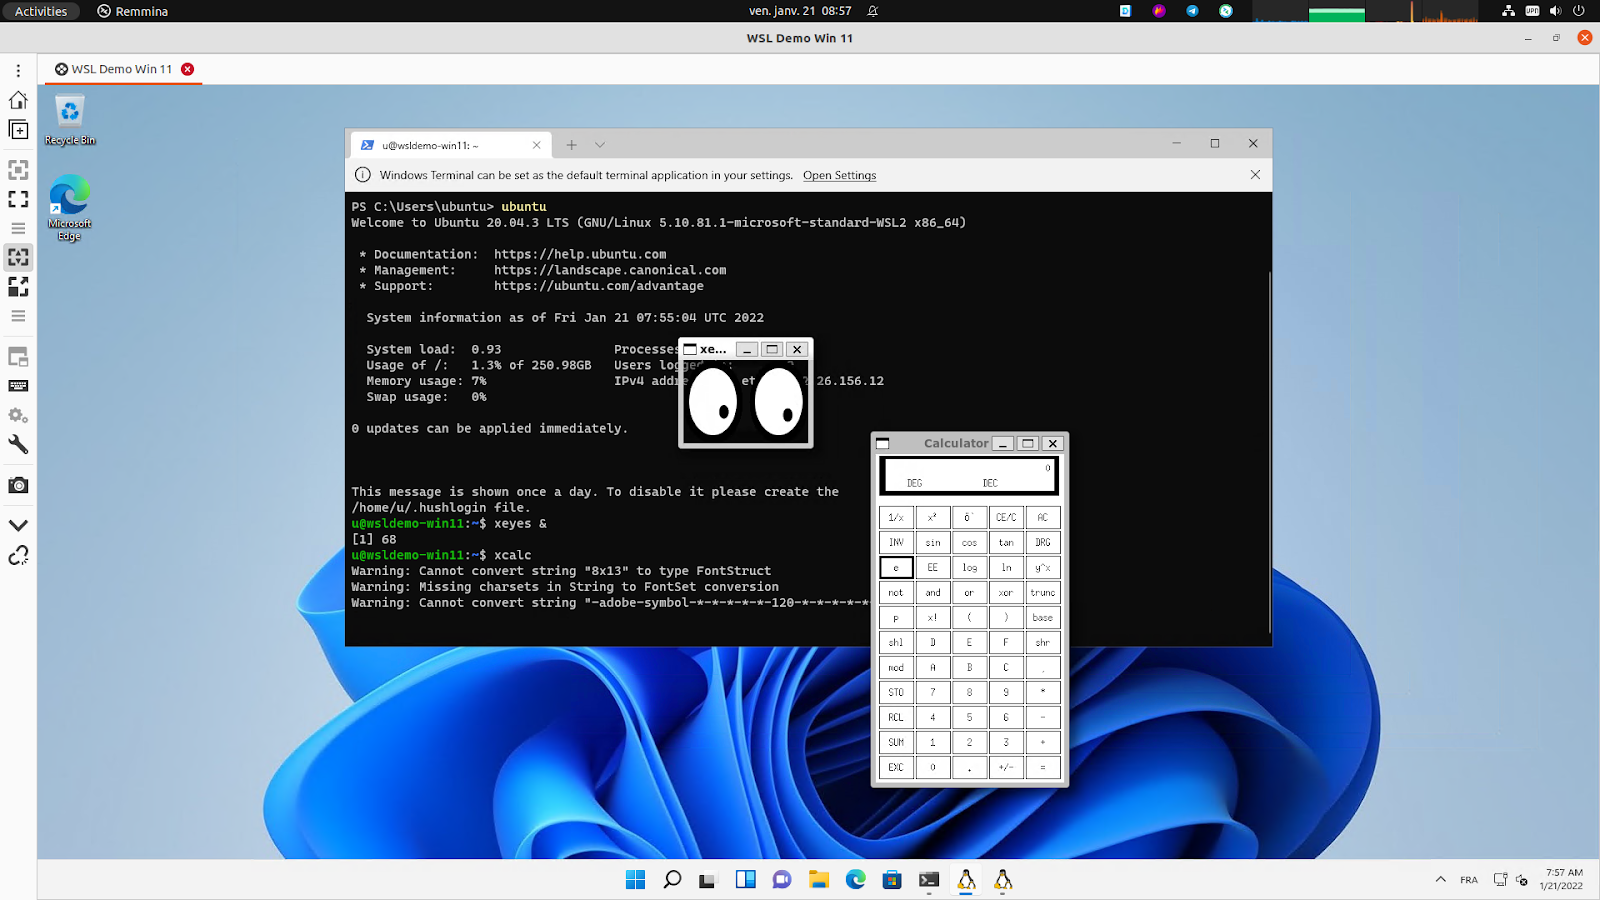 Activities
Remmina
ven. janv. 21 08:57
WSL Demo Win 11
WSL Demo Win 11
Recycle Bin
Microsoft
Edge
u@wsldemo-win11: ~
Windows Terminal can be set as the default terminal application in your settings. Open Settings
PS C:\Users\ubuntu> ubuntu
Welcome to Ubuntu 20.04.3 LTS (GNU/Linux 5.10.81.1-microsoft-standard-WSL2 x86_64)
* Documentation: https://help.ubuntu.com
* Management: https://landscape.canonical.com
* Support: https://ubuntu.com/advantage
System information as of Fri Jan 21 07:55:04 UTC 2022
System load: 0.93 Processes
Usage of /: 1.3% of 250.98GB Users logged
Memory usage: 7% IPv4 addre et 26.156.12
Swap usage: 0%
0 updates can be applied immediately.
This message is shown once a day. To disable it please create the
/home/u/.hushlogin file.
u@wsldemo-win11:~$ xeyes &
[1] 68
u@wsldemo-win11:~$ xcalc
Warning: Cannot convert string "8x13" to type FontStruct
Warning: Missing charsets in String to FontSet conversion
Warning: Cannot convert string "-adobe-symbol-*-*-*-*-*-120-*-*-*-*-*
xe...
Calculator
0
DEG DEC
1/x x² CE/C AC
INV sin cos tan DRG
e EE log ln y^x
not and or xor trunc
p x! ( ) base
shl D E F shr
mod A B C
STO 7 8 9 *
RCL 4 5 6 -
SUM 1 2 3 +
EXC 0 . +/- =
FRA
7:57 AM
1/21/2022